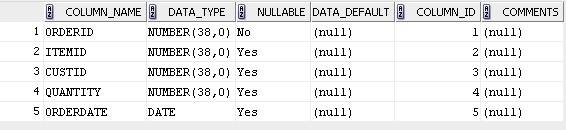 COLUMN_NAME DATA_TYPE NULLABLE DATA_DEFAULT COLUMN_ID COMMENTS
1 ORDERID NUMBER(38,0) No (null) 1 (null)
2 ITEMID NUMBER(38,0) Yes (null) 2 (null)
3 CUSTID NUMBER(38,0) Yes (null) 3 (null)
4 QUANTITY NUMBER(38,0) Yes (null) 4 (null)
5 ORDERDATE DATE Yes (null) 5 (null)